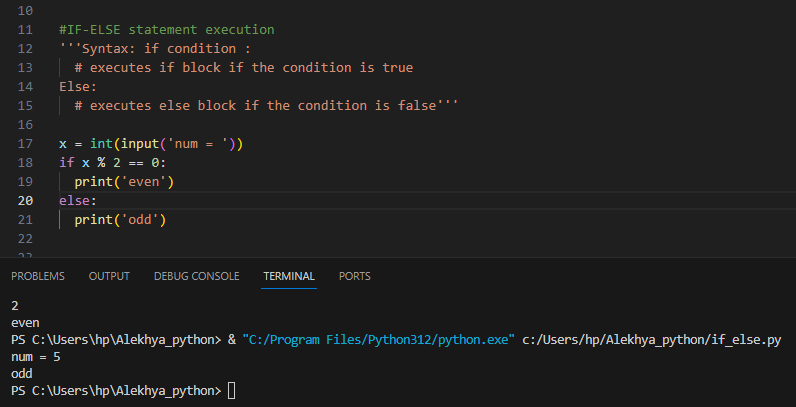 10
11 #IF-ELSE statement execution
12 '''Syntax: if condition :
13 # executes if block if the condition is true
14 Else:
15 # executes else block if the condition is false'''
16
17 x = int(input('num = '))
18 if x % 2 == 0:
19 print('even')
20 else:
21 print('odd')
22
PROBLEMS OUTPUT DEBUG CONSOLE TERMINAL PORTS
2
even
PS C:\Users\hp\Alekhya_python> & "C:/Program Files/Python312/python.exe" c:/Users/hp/Alekhya_python/if_else.py
num = 5
odd
PS C:\Users\hp\Alekhya_python>